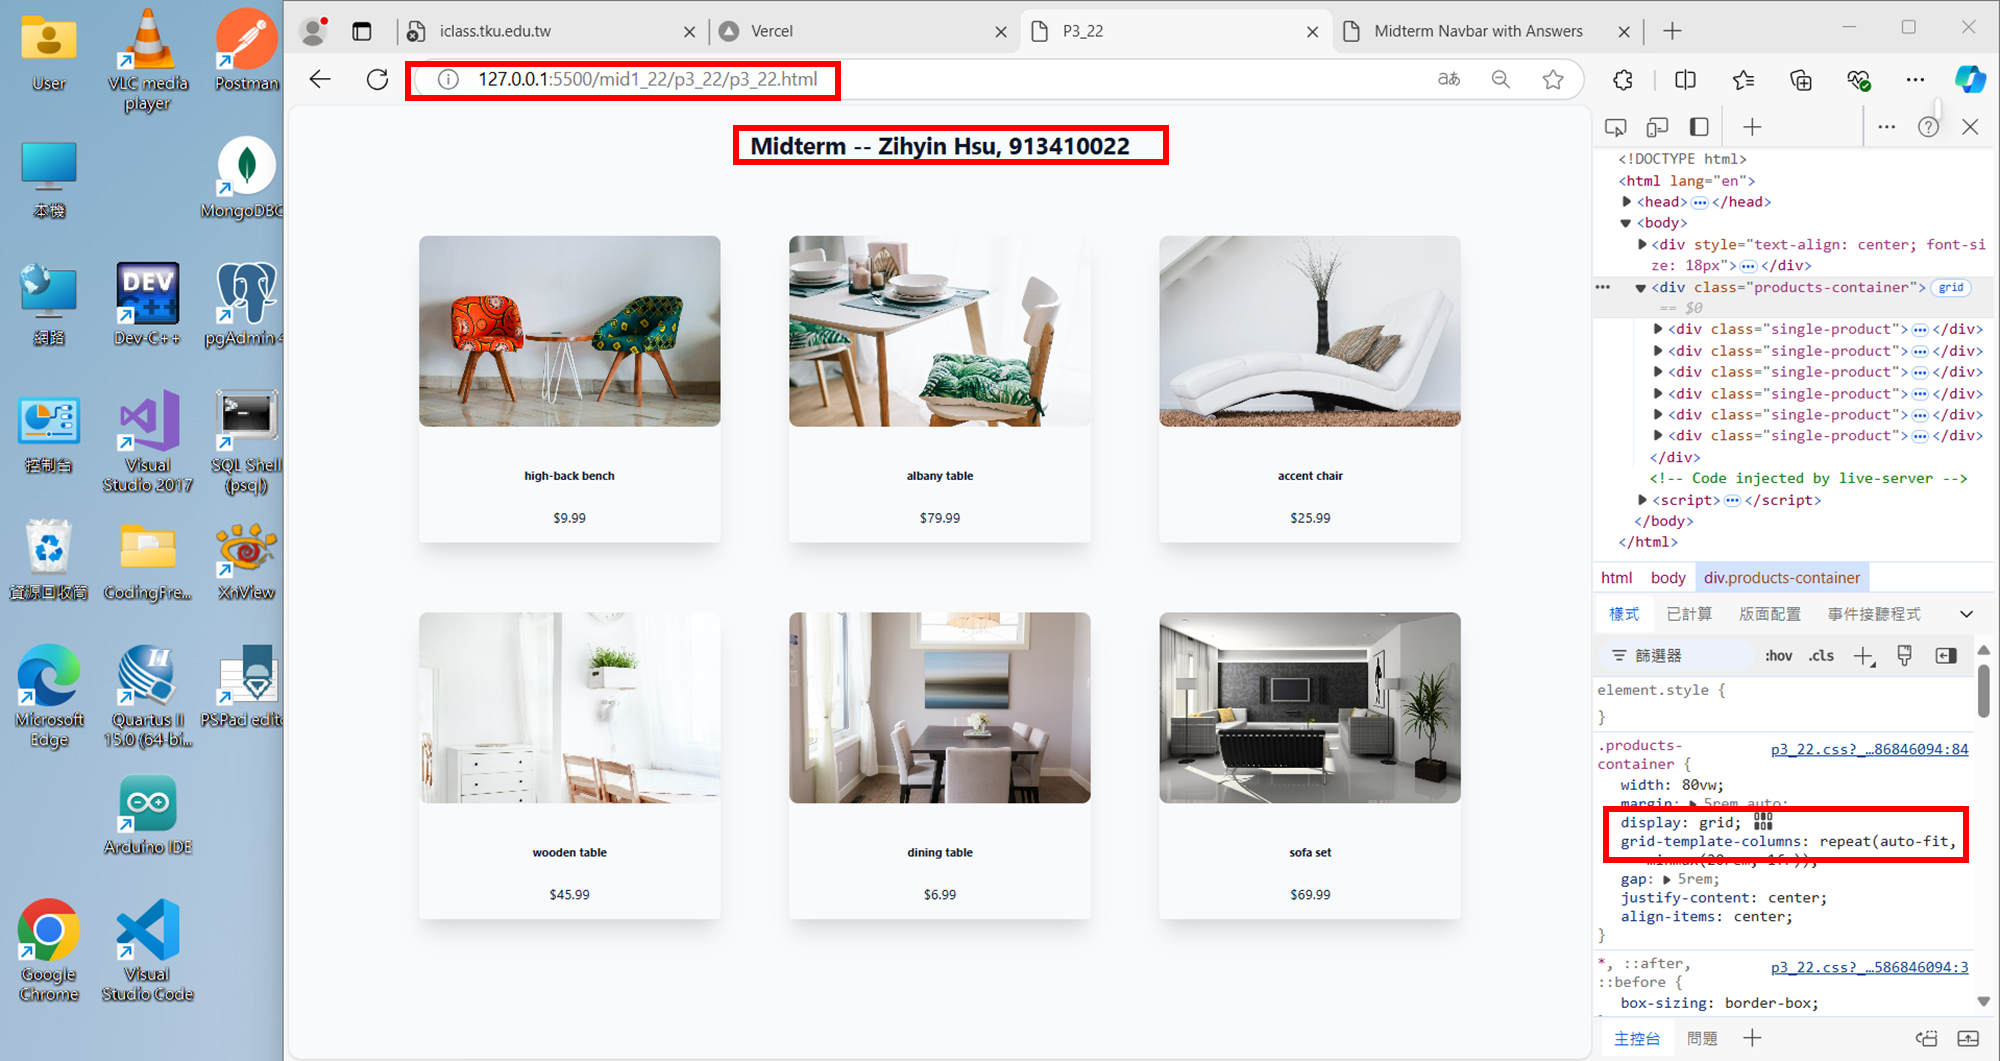 User
VLC media player
Postman
本機
MongoDBC
網路
Dev-C++
pgAdmin 4
控制台
Visual Studio 2017
SQL Shell (psql)
資源回收筒
CodingFre...
XnView
Microsoft Edge
Quartus II 15.0 (64-bi...
PSPad edito
Arduino IDE
Google Chrome
Visual Studio Code
DEV C++
iclass.tku.edu.tw
Vercel
P3_22
Midterm Navbar with Answers
127.0.0.1:5500/mid1_22/p3_22/p3_22.html
aあ
Midterm -- Zihyin Hsu, 913410022
high-back bench
$9.99
albany table
$79.99
accent chair
$25.99
wooden table
$45.99
dining table
$6.99
sofa set
$69.99
<!DOCTYPE html>
<html lang="en">
<head> ... </head>
<body>
<div style="text-align: center; font-si
ze: 18px"> ... </div>
... <div class="products-container"> grid
== $0
<div class="single-product"> ... </div>
<div class="single-product"> ... </div>
<div class="single-product"> ... </div>
<div class="single-product"> ... </div>
<div class="single-product"> ... </div>
<div class="single-product"> ... </div>
</div>
<!-- Code injected by live-server -->
<script> ... </script>
</body>
</html>
html body div.products-container
樣式 已計算 版面配置 事件接聽程式
篩選器 :hov .cls
element.style {
}
.products- p3_22.css?_…86846094:84
container {
width: 80vw;
margin: 5rem auto;
display: grid;
grid-template-columns: repeat(auto-fit,
minmax(20rem, 1fr));
gap: 5rem;
justify-content: center;
align-items: center;
}
*, ::after, p3_22.css?_…586846094:3
::before {
box-sizing: border-box;
主控台 問題